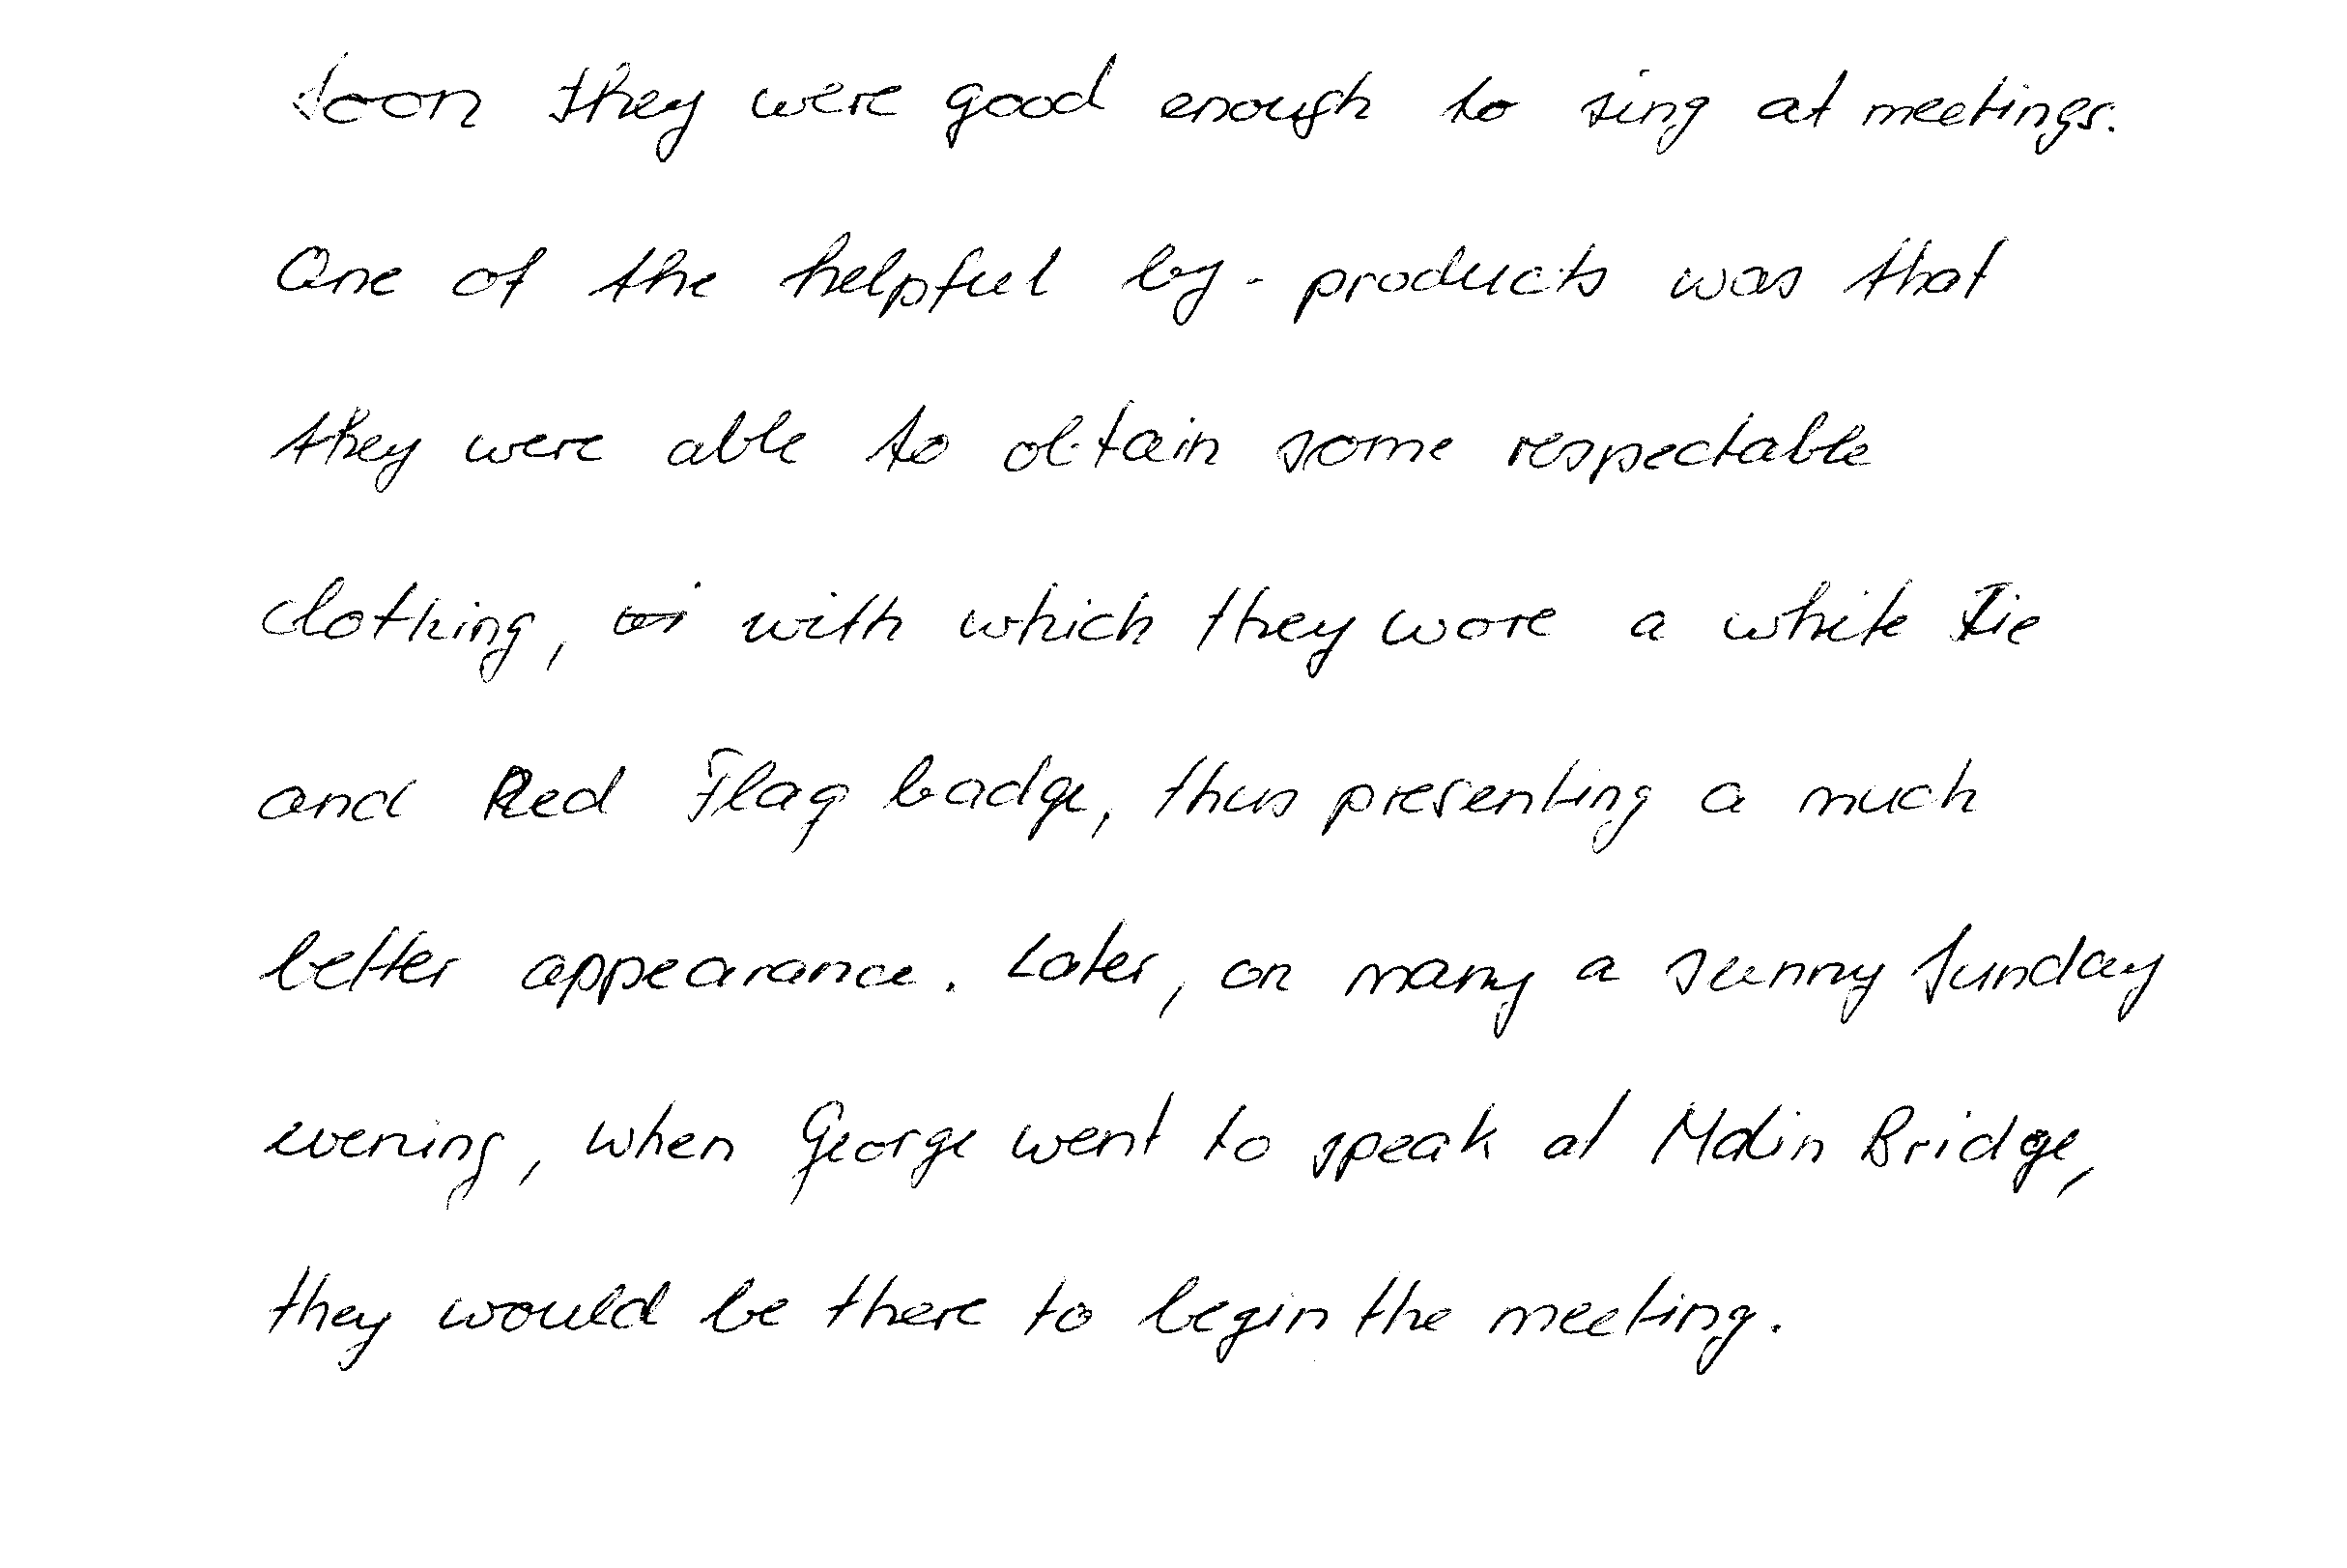 Soon they were good enough to sing at meetings.
One of the helpful by-products was that
they were able to obtain some respectable
clothing, with which they wore a white tie
and Red Flag badge, thus presenting a much
better appearance. Later, on many a sunny Sunday
evening, when George went to speak at Malin Bridge,
they would be there to begin the meeting.